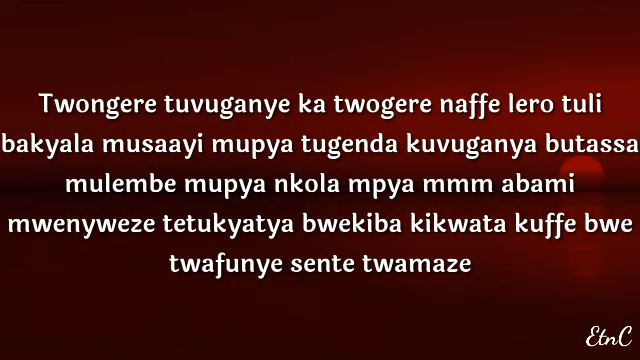 Twongere tuvuganye ka twogere naffe lero tuli
bakyala musaayi mupya tugenda kuvuganya butassa
mulembe mupya nkola mpya mmm abami
mwenyweze tetukyatya bwekiba kikwata kuffe bwe
twafunye sente twamaze
EtnC